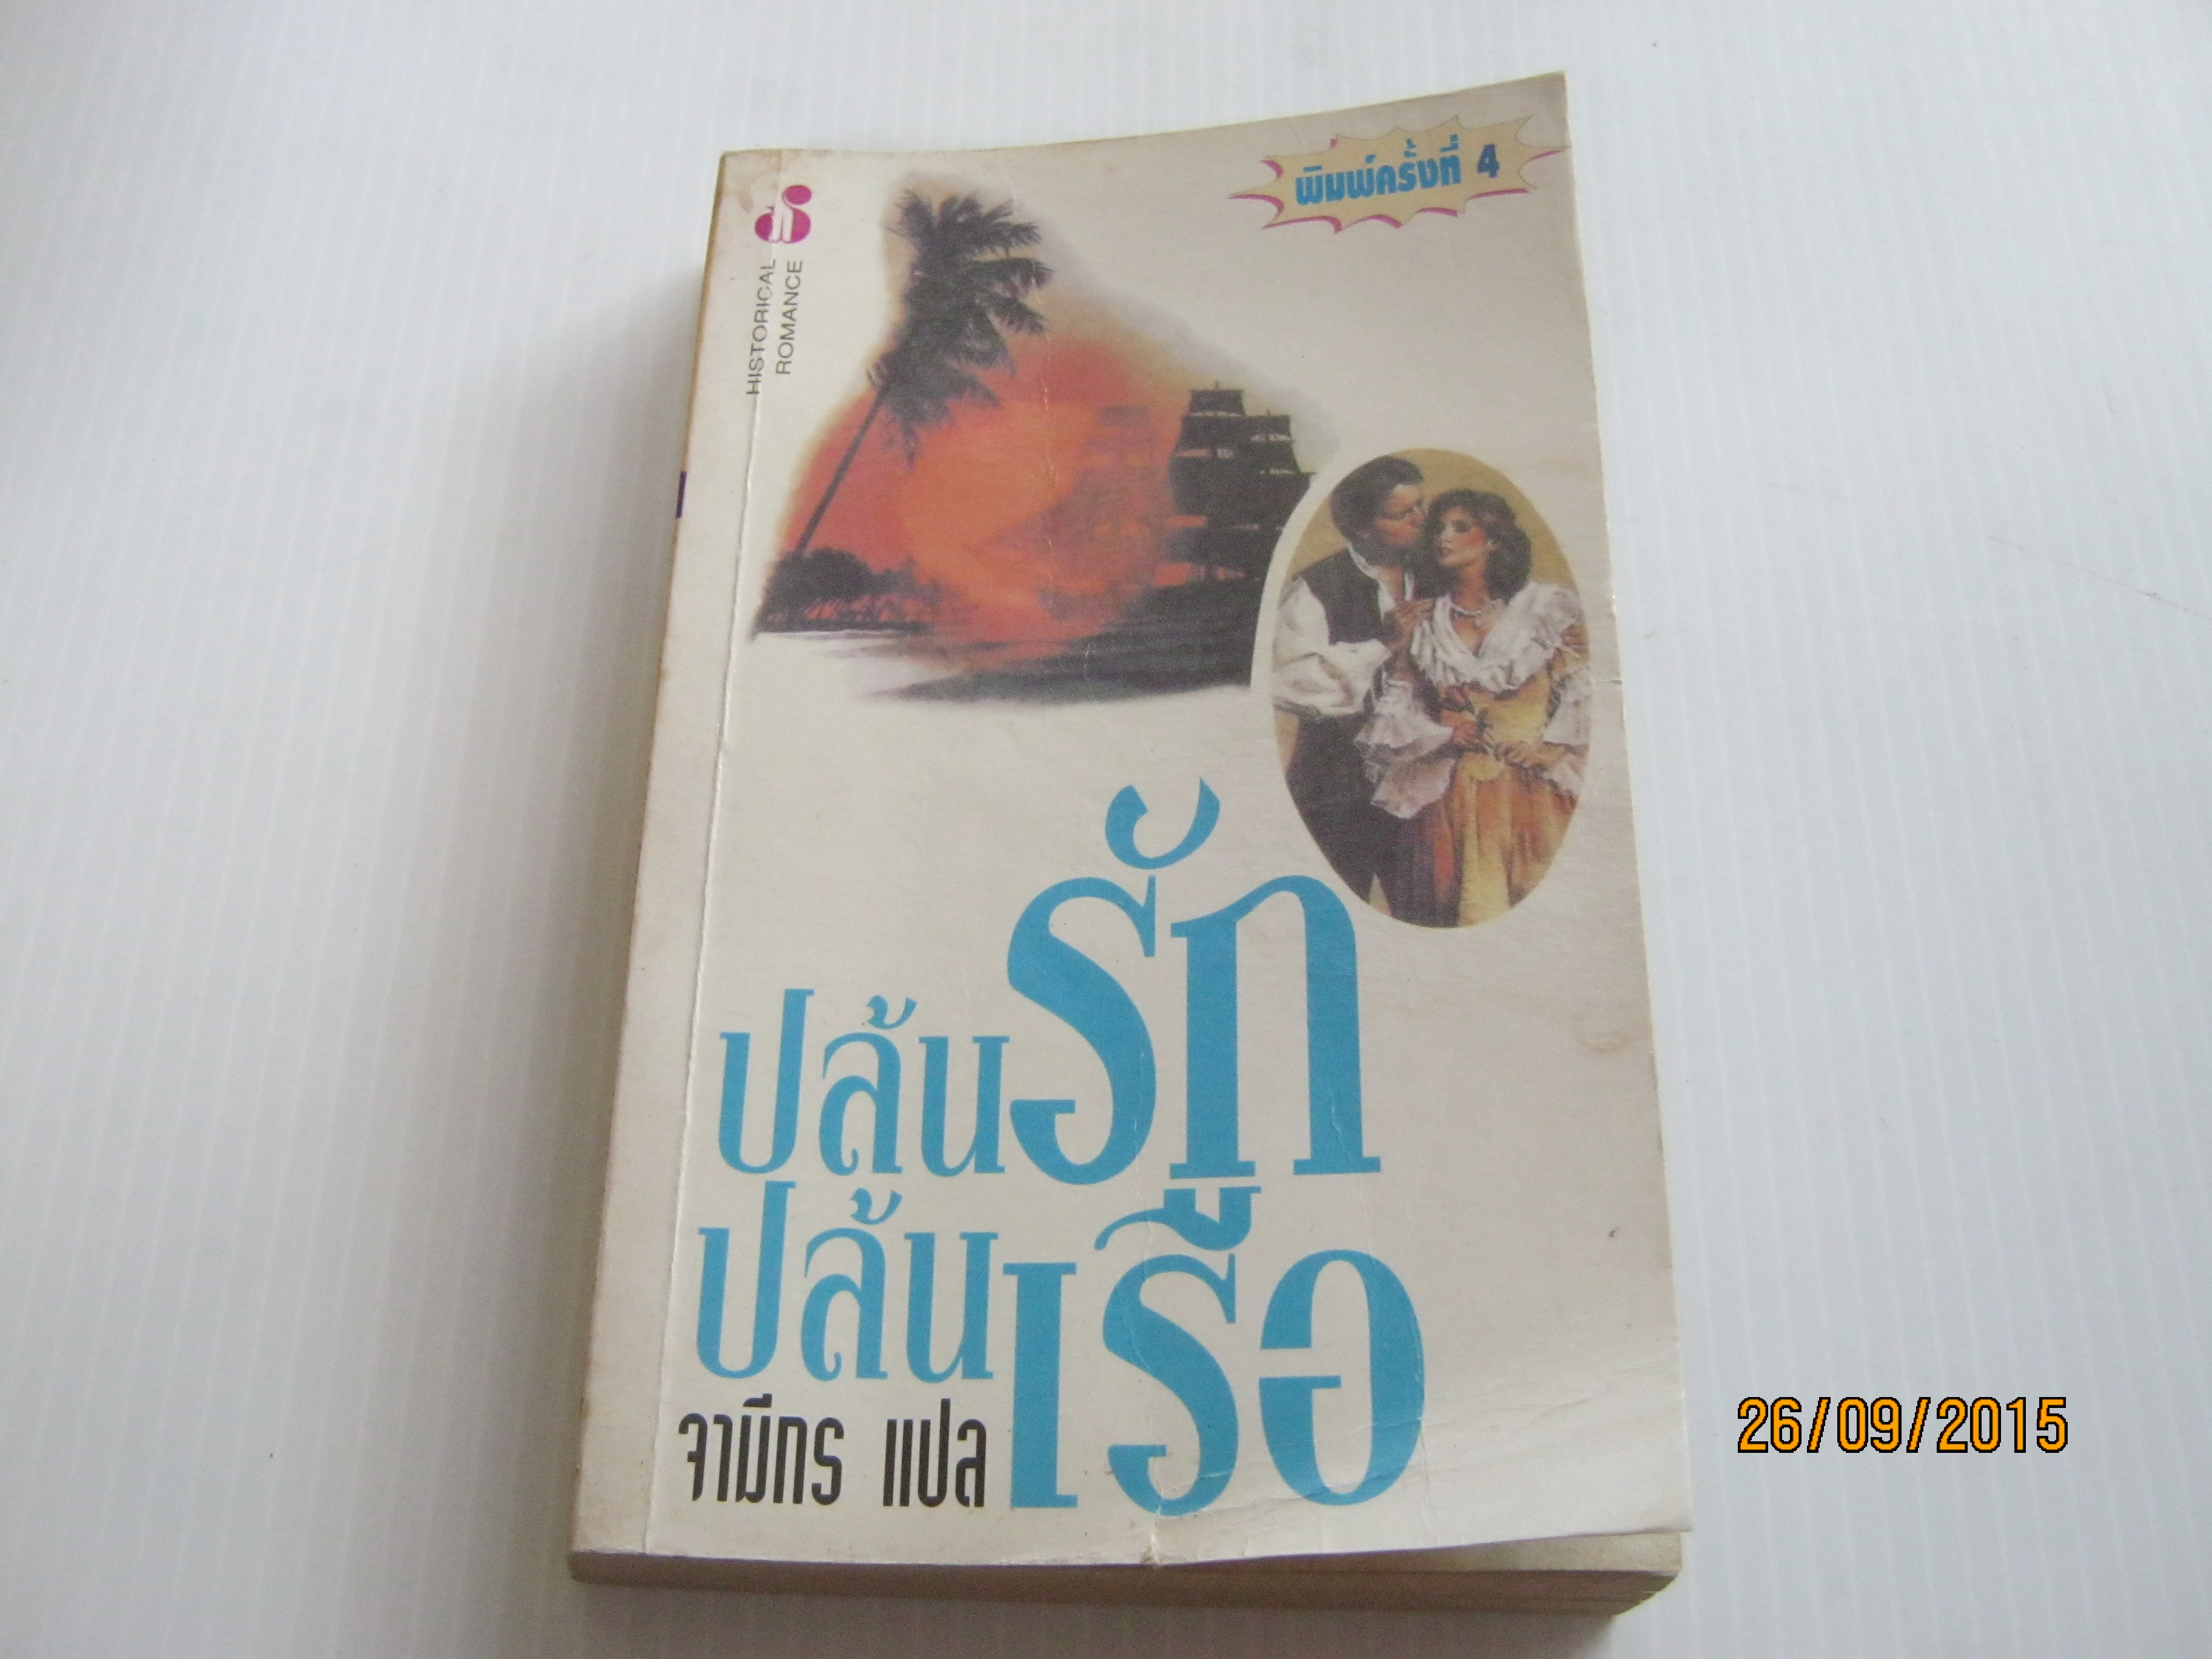 พิมพ์ครั้งที่ 4
HISTORICAL
ROMANCE
ปล้นรัก
ปล้นเรือ
จามีกร แปล
26/09/2015